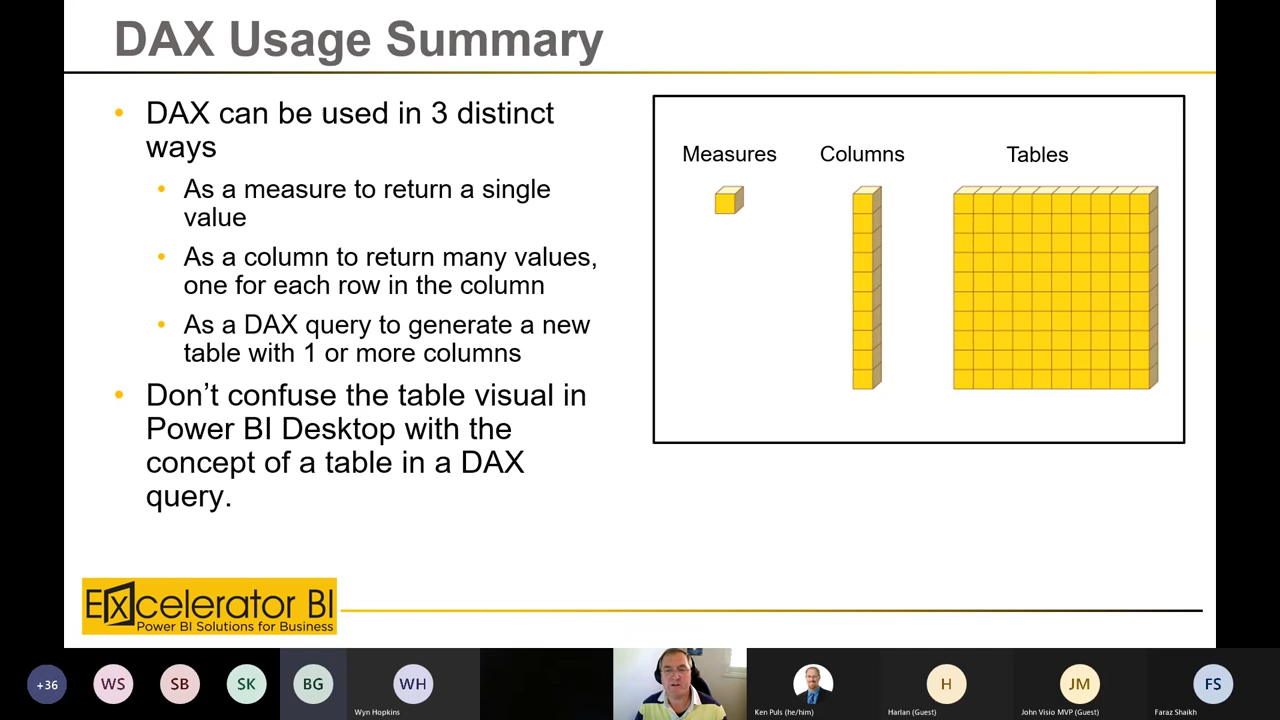 DAX Usage Summary
• DAX can be used in 3 distinct
ways
• As a measure to return a single
value
• As a column to return many values,
one for each row in the column
• As a DAX query to generate a new
table with 1 or more columns
• Don’t confuse the table visual in
Power BI Desktop with the
concept of a table in a DAX
query.
Measures Columns Tables
Excelerator BI
Power BI Solutions for Business
+36 WS SB SK BG WH H JM FS
Wyn Hopkins Ken Puls (he/him) Harlan (Guest) John Visio MVP (Guest) Faraz Shaikh